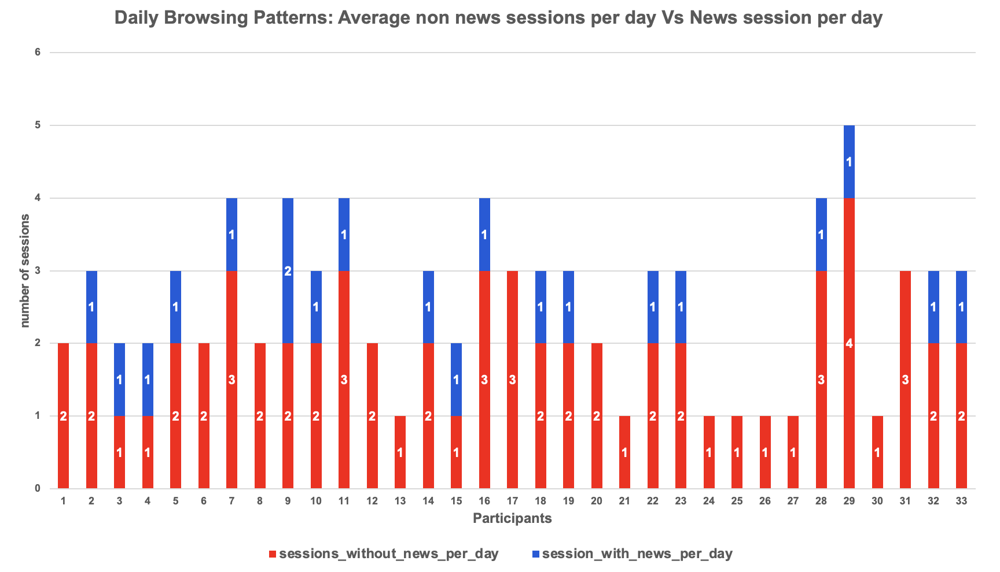 Daily Browsing Patterns: Average non news sessions per day Vs News session per day
6
5
1
4
1 1 1 1
number of sessions
3 2
1 1 1 1 1 1 1 1 1 1
2 4
1 1 1 3 3 3 3 3 3
1 2 2 2 2 2 2 2 2 2 2 2 2 2 2 2 2
1 1 1 1 1 1 1 1 1 1
0
1 2 3 4 5 6 7 8 9 10 11 12 13 14 15 16 17 18 19 20 21 22 23 24 25 26 27 28 29 30 31 32 33
Participants
sessions_without_news_per_day session_with_news_per_day